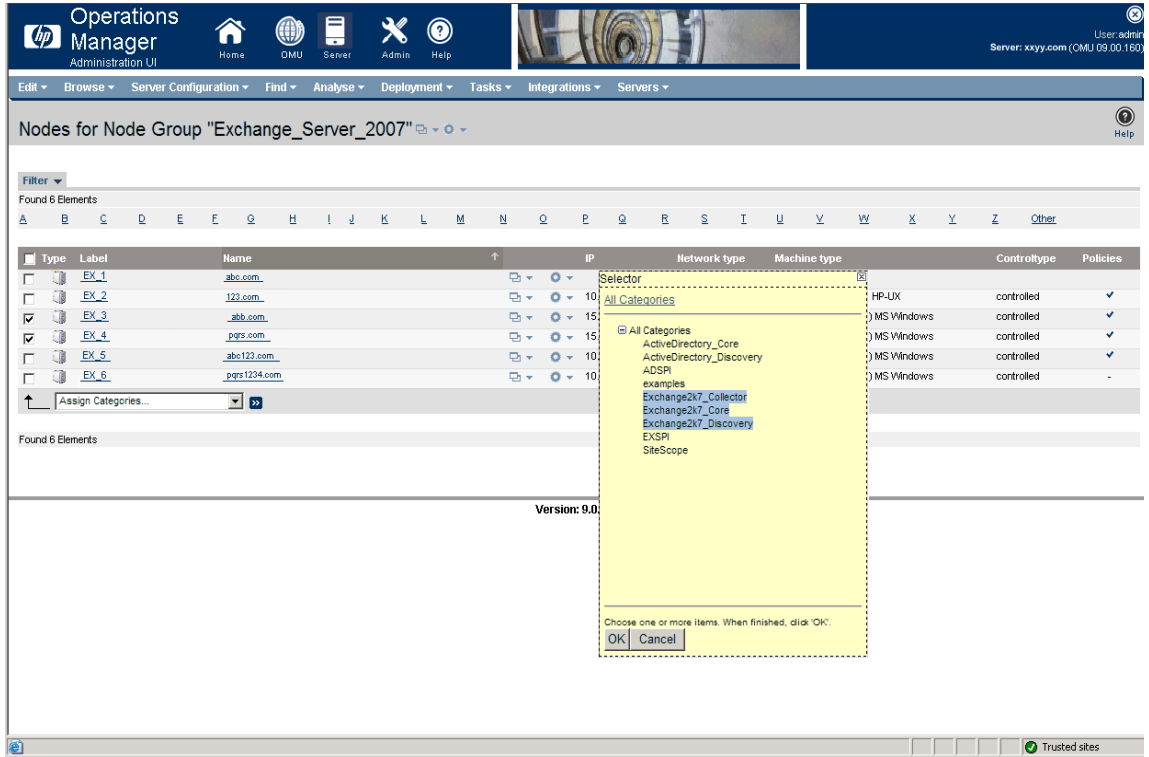 Operations
Manager
Administration UI
hp
Home OMU Server Admin Help
User:admin
Server: xxyy.com (OMU 09.00.160)
Edit Browse Server Configuration Find Analyse Deployment Tasks Integrations Servers
Nodes for Node Group "Exchange_Server_2007"
Help
Filter
Found 6 Elements
A B C D E F G H I J K L M N O P Q R S T U V W X Y Z Other
Type Label Name IP Network type Machine type Controltype Policies
EX_1 abc.com
EX_2 123.com 10. HP-UX controlled
EX_3 abb.com 15. ) MS Windows controlled
EX_4 pqrs.com 15. ) MS Windows controlled
EX_5 abc123.com 10. ) MS Windows controlled
EX_6 pqrs1234.com 10. ) MS Windows controlled -
Assign Categories...
Found 6 Elements
Version: 9.0.
Selector
All Categories
All Categories
ActiveDirectory_Core
ActiveDirectory_Discovery
ADSPI
examples
Exchange2k7_Collector
Exchange2k7_Core
Exchange2k7_Discovery
EXSPI
SiteScope
Choose one or more items. When finished, click 'OK'.
OK Cancel
Trusted sites